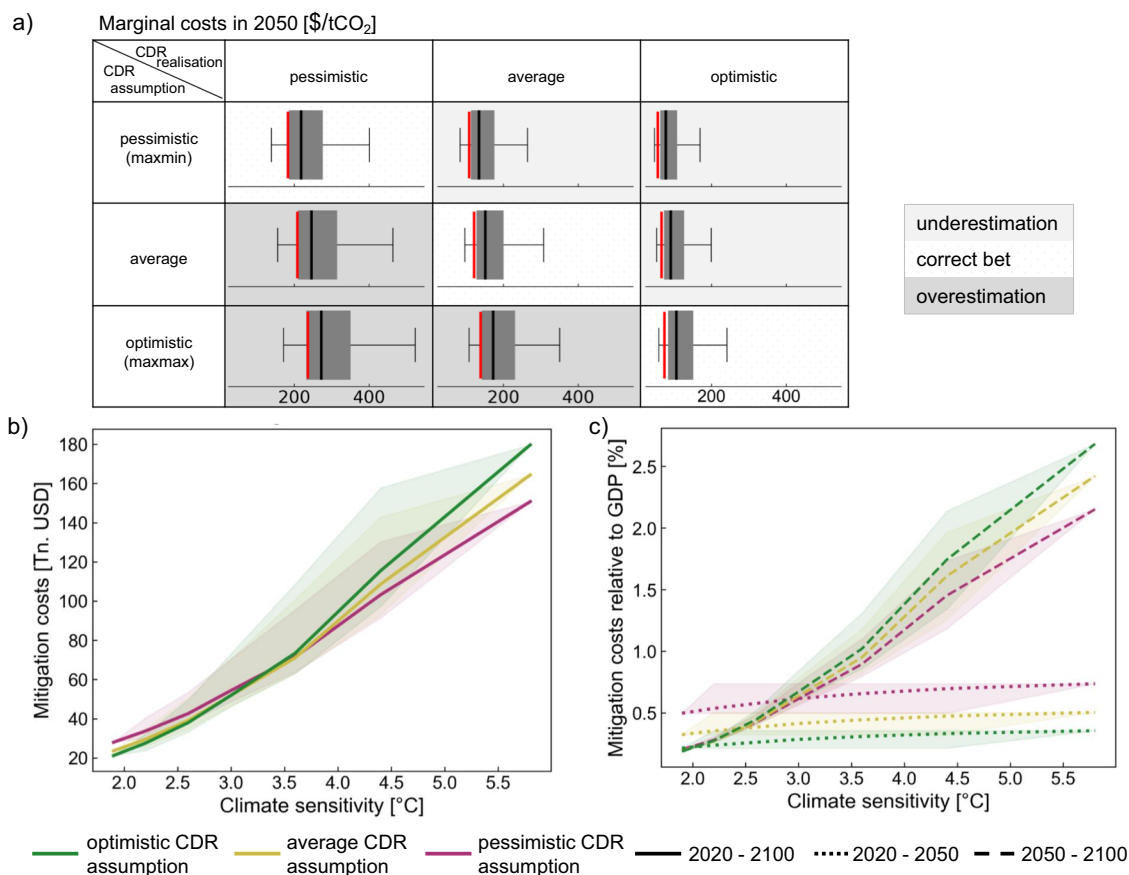 a)
Marginal costs in 2050 [$/tCO₂]
CDR
realisation
CDR
assumption
pessimistic
average
optimistic
pessimistic
(maxmin)
average
optimistic
(maxmax)
200 400
200 400
200 400
underestimation
correct bet
overestimation
b)
Mitigation costs [Tn. USD]
180
160
140
120
100
80
60
40
20
2.0 2.5 3.0 3.5 4.0 4.5 5.0 5.5
Climate sensitivity [°C]
c)
Mitigation costs relative to GDP [%]
2.5
2.0
1.5
1.0
0.5
2.0 2.5 3.0 3.5 4.0 4.5 5.0 5.5
Climate sensitivity [°C]
optimistic CDR
assumption
average CDR
assumption
pessimistic CDR
assumption
2020 - 2100
2020 - 2050
2050 - 2100